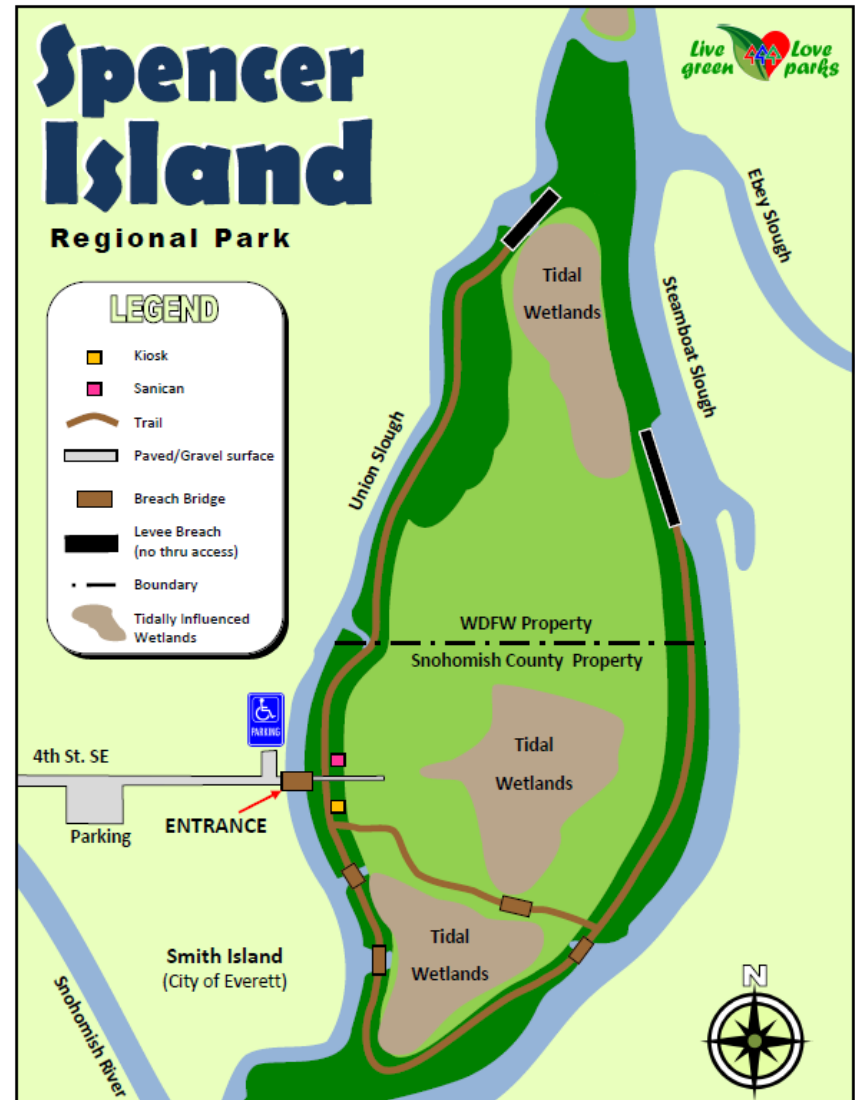 Spencer
Island
Regional Park
Live Love
green parks
LEGEND
Kiosk
Sanican
Trail
Paved/Gravel surface
Breach Bridge
Levee Breach
(no thru access)
Boundary
Tidally Influenced
Wetlands
Ebey Slough
Steamboat Slough
Union Slough
Tidal
Wetlands
WDFW Property
Snohomish County Property
PARKING
4th St. SE
Parking
ENTRANCE
Tidal
Wetlands
Tidal
Wetlands
Smith Island
(City of Everett)
Snohomish River
N